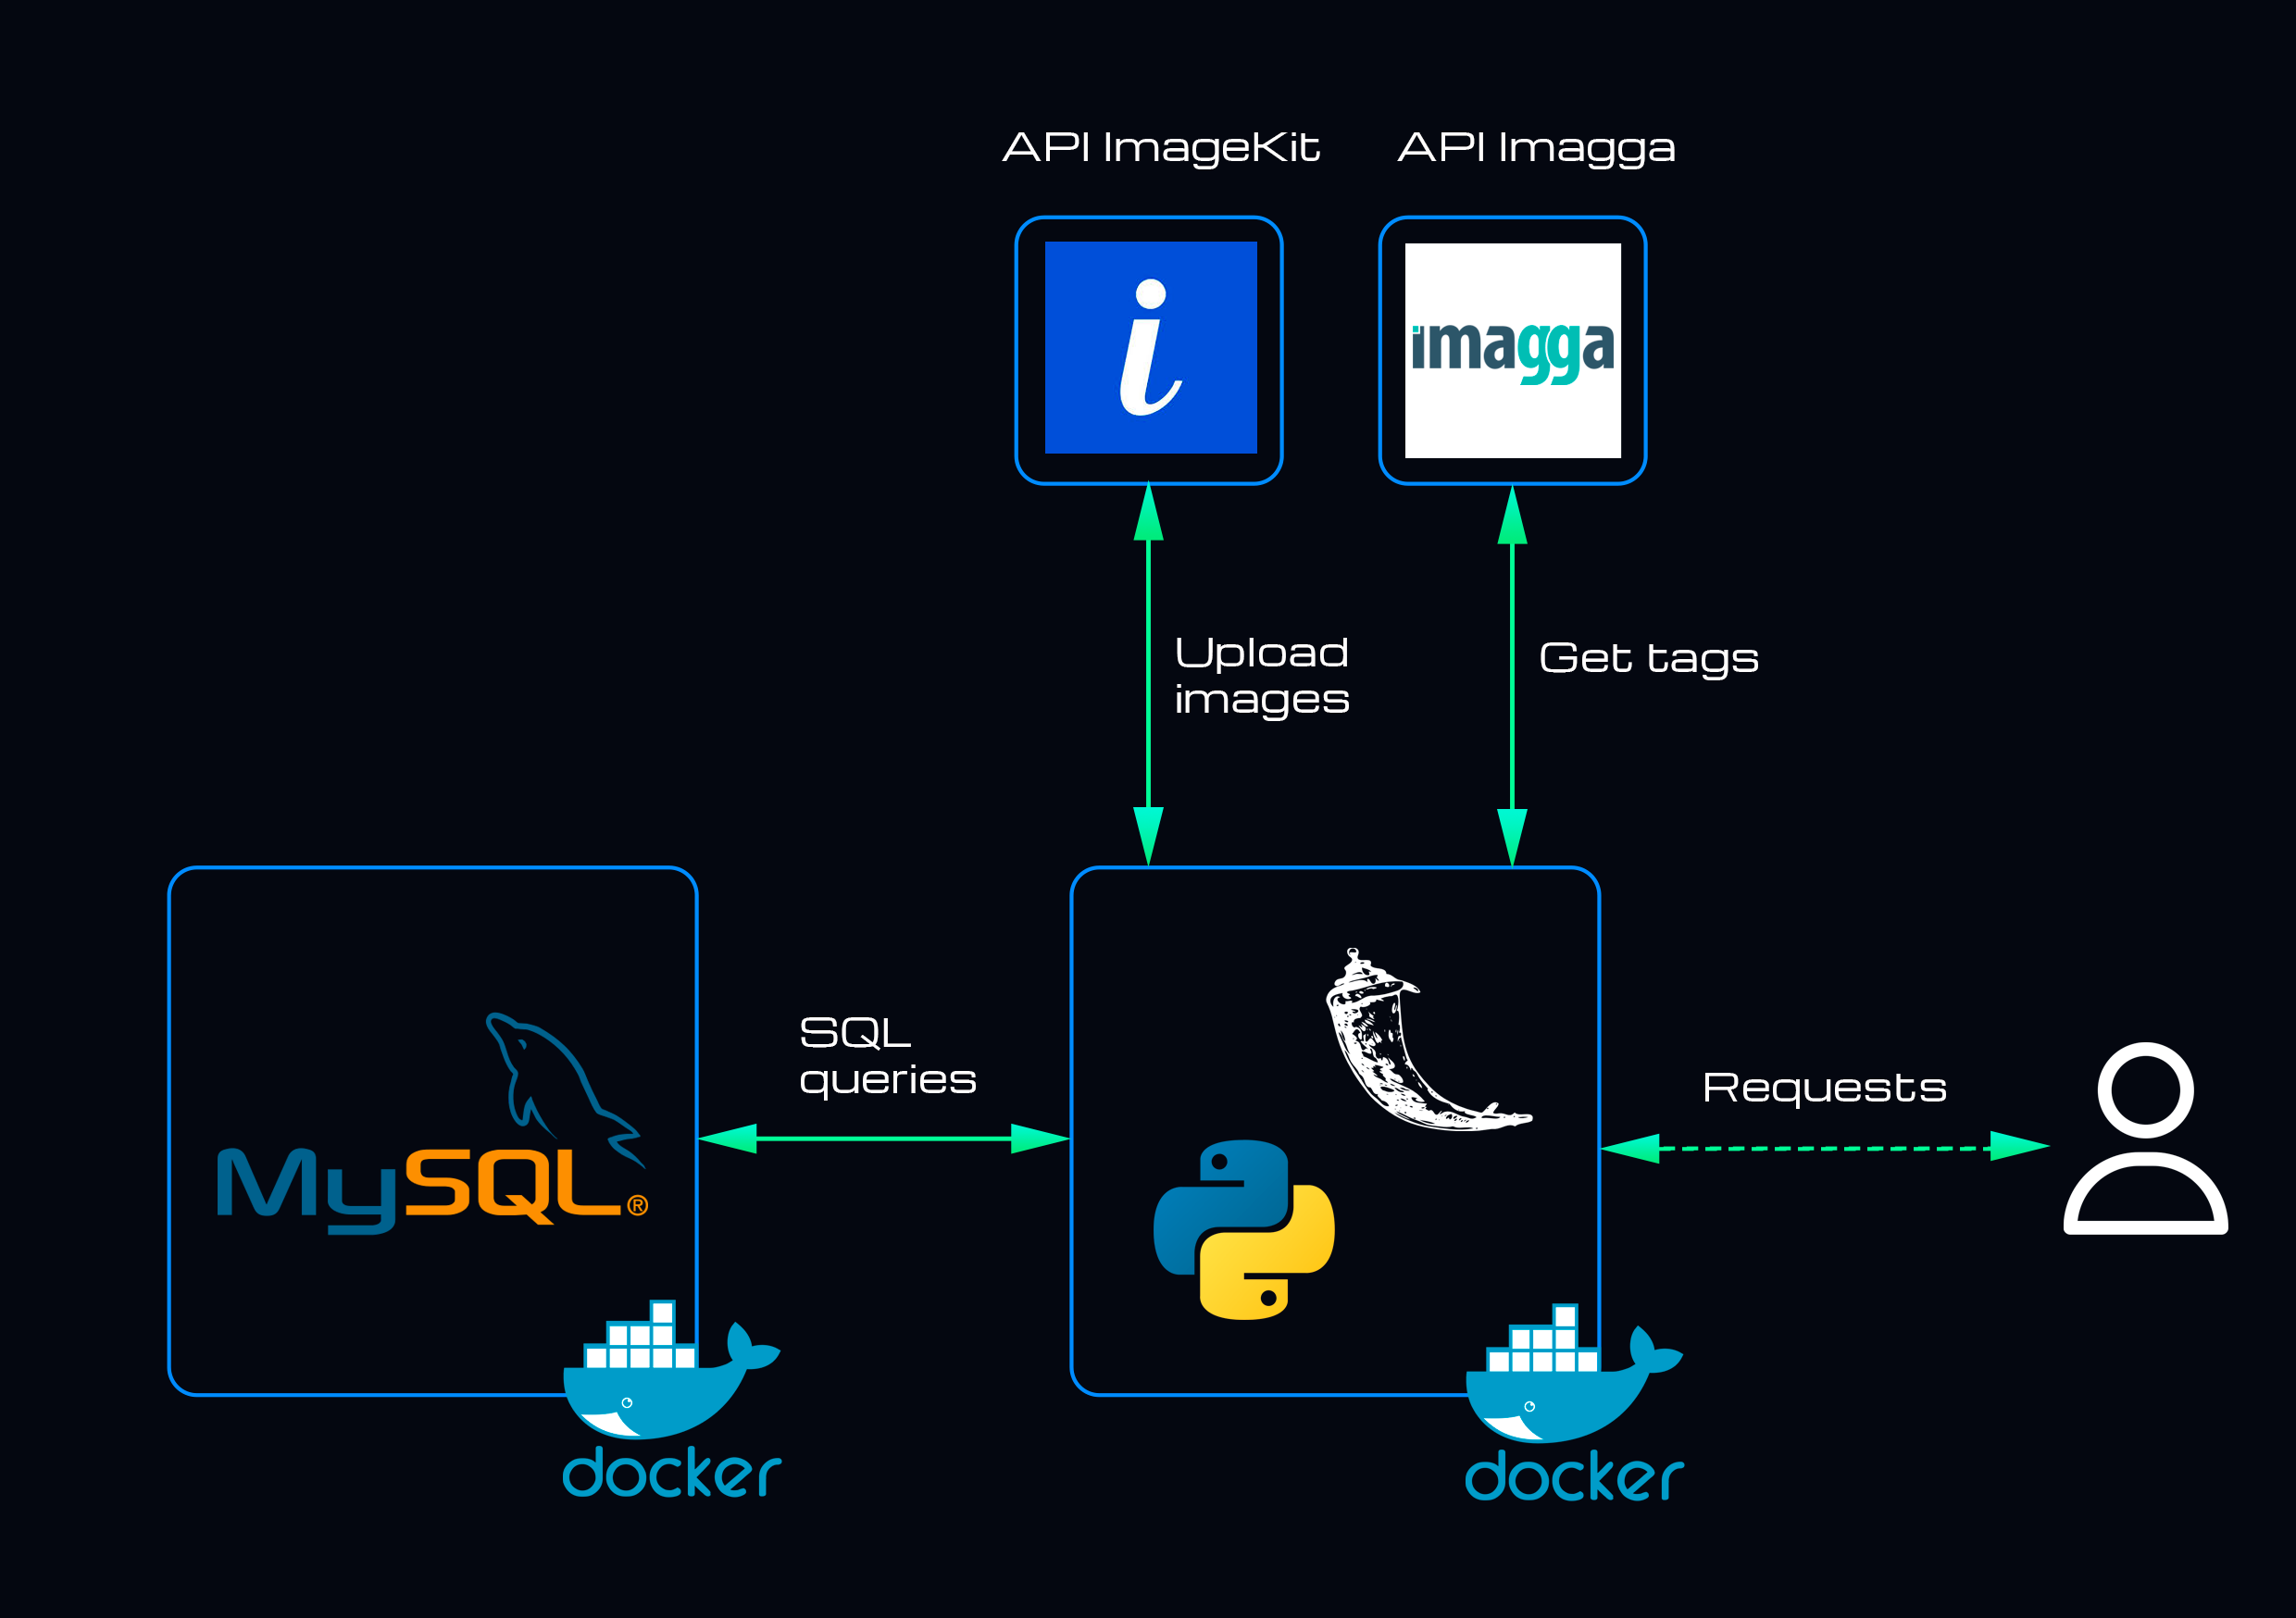 API ImageKit
API Imagga
i
imagga
Upload
images
Get tags
SQL
queries
Requests
MySQL®
docker
docker